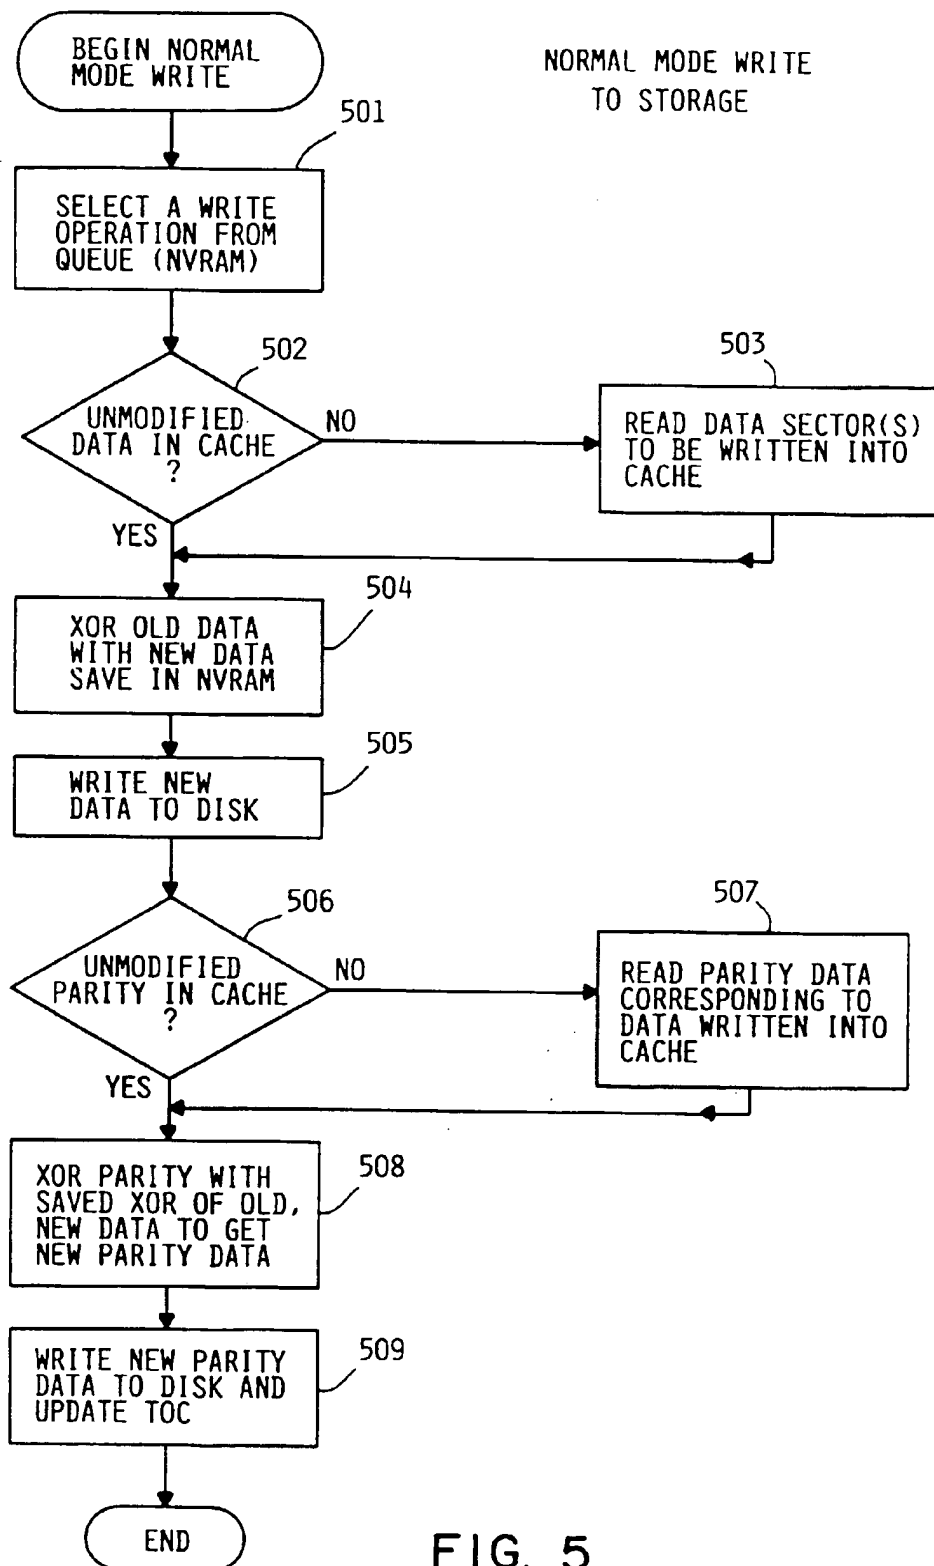 BEGIN NORMAL
MODE WRITE
NORMAL MODE WRITE
TO STORAGE
501
SELECT A WRITE
OPERATION FROM
QUEUE (NVRAM)
502
UNMODIFIED
DATA IN CACHE
?
NO
YES
503
READ DATA SECTOR(S)
TO BE WRITTEN INTO
CACHE
504
XOR OLD DATA
WITH NEW DATA
SAVE IN NVRAM
505
WRITE NEW
DATA TO DISK
506
UNMODIFIED
PARITY IN CACHE
?
NO
YES
507
READ PARITY DATA
CORRESPONDING TO
DATA WRITTEN INTO
CACHE
508
XOR PARITY WITH
SAVED XOR OF OLD,
NEW DATA TO GET
NEW PARITY DATA
509
WRITE NEW PARITY
DATA TO DISK AND
UPDATE TOC
END
FIG. 5